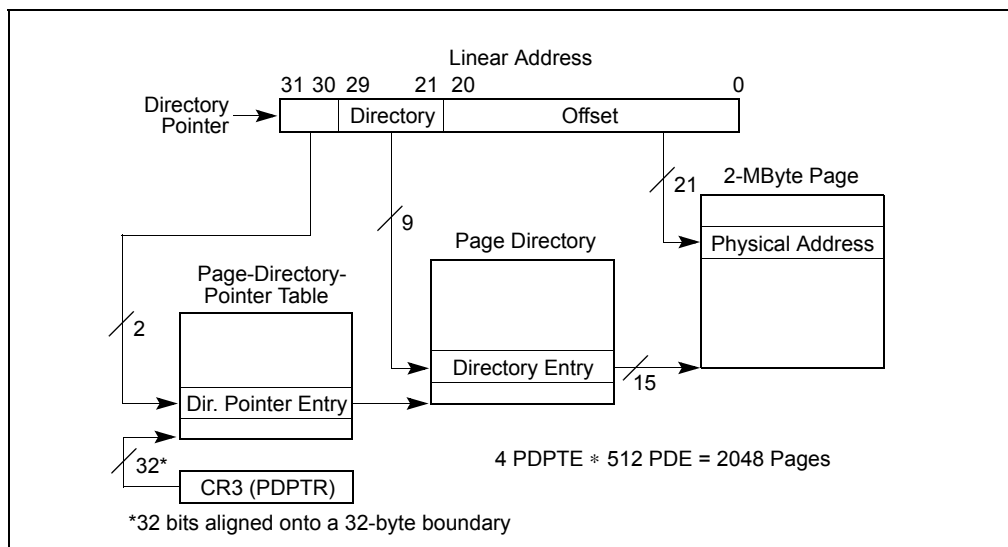 Linear Address
31 30 29 21 20 0
Directory
Pointer
Directory
Offset
21
2-MByte Page
9
Physical Address
Page Directory
Page-Directory-
Pointer Table
2
Directory Entry
15
Dir. Pointer Entry
32*
4 PDPTE * 512 PDE = 2048 Pages
CR3 (PDPTR)
*32 bits aligned onto a 32-byte boundary